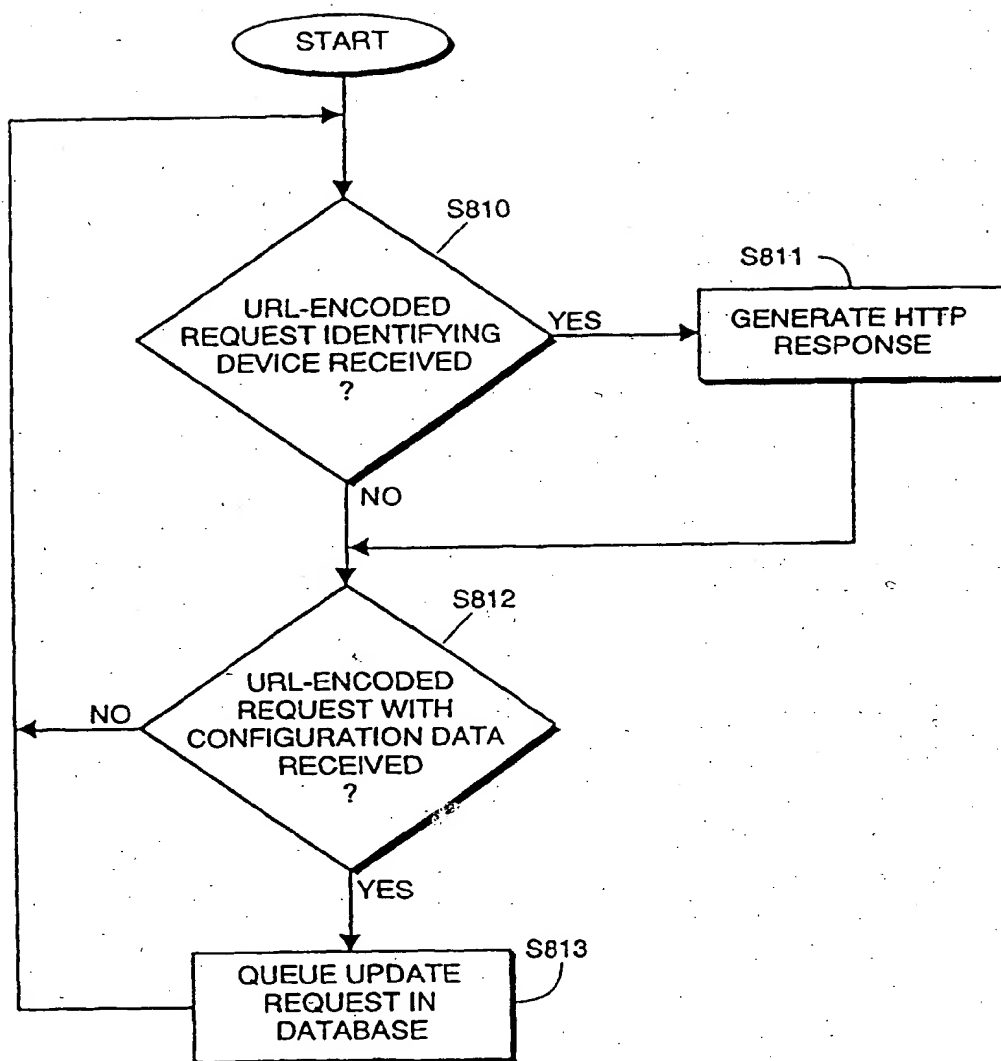 START
S810
URL-ENCODED
REQUEST IDENTIFYING
DEVICE RECEIVED
?
YES
S811
GENERATE HTTP
RESPONSE
NO
S812
URL-ENCODED
REQUEST WITH
CONFIGURATION DATA
RECEIVED
?
NO
YES
S813
QUEUE UPDATE
REQUEST IN
DATABASE